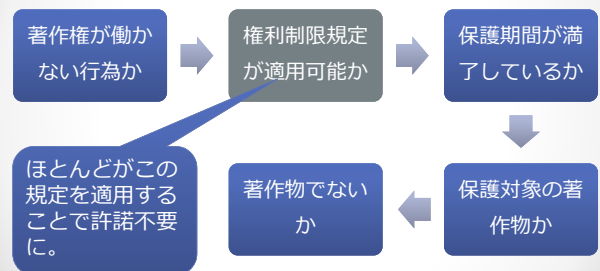 著作権が働か
ない行為か
権利制限規定
が適用可能か
保護期間が満
了しているか
保護対象の著
作物か
著作物でない
か
ほとんどがこの
規定を適用する
ことで許諾不要
に。